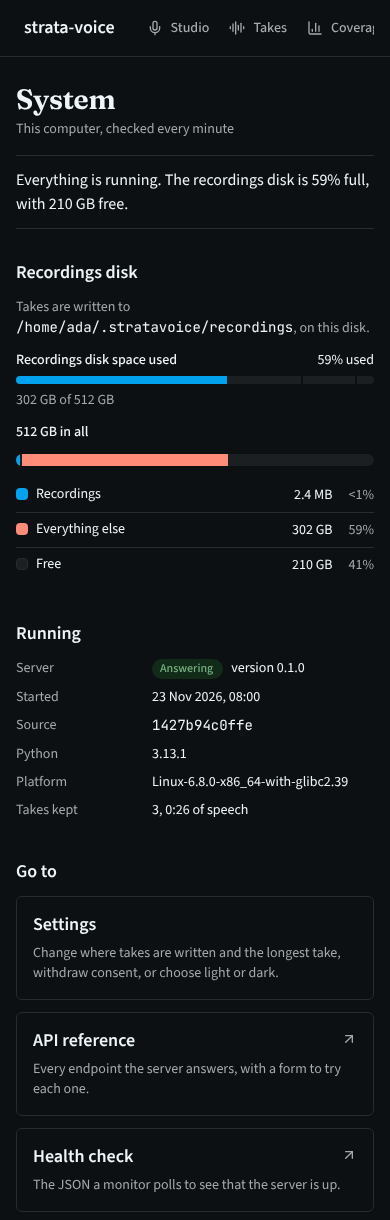 strata-voice Studio Takes Coverag
System
This computer, checked every minute
Everything is running. The recordings disk is 59% full,
with 210 GB free.
Recordings disk
Takes are written to
/home/ada/.stratavoice/recordings, on this disk.
Recordings disk space used 59% used
302 GB of 512 GB
512 GB in all
Recordings 2.4 MB <1%
Everything else 302 GB 59%
Free 210 GB 41%
Running
Server Answering version 0.1.0
Started 23 Nov 2026, 08:00
Source 1427b94c0ffe
Python 3.13.1
Platform Linux-6.8.0-x86_64-with-glibc2.39
Takes kept 3, 0:26 of speech
Go to
Settings
Change where takes are written and the longest take,
withdraw consent, or choose light or dark.
API reference
Every endpoint the server answers, with a form to try
each one.
Health check
The JSON a monitor polls to see that the server is up.